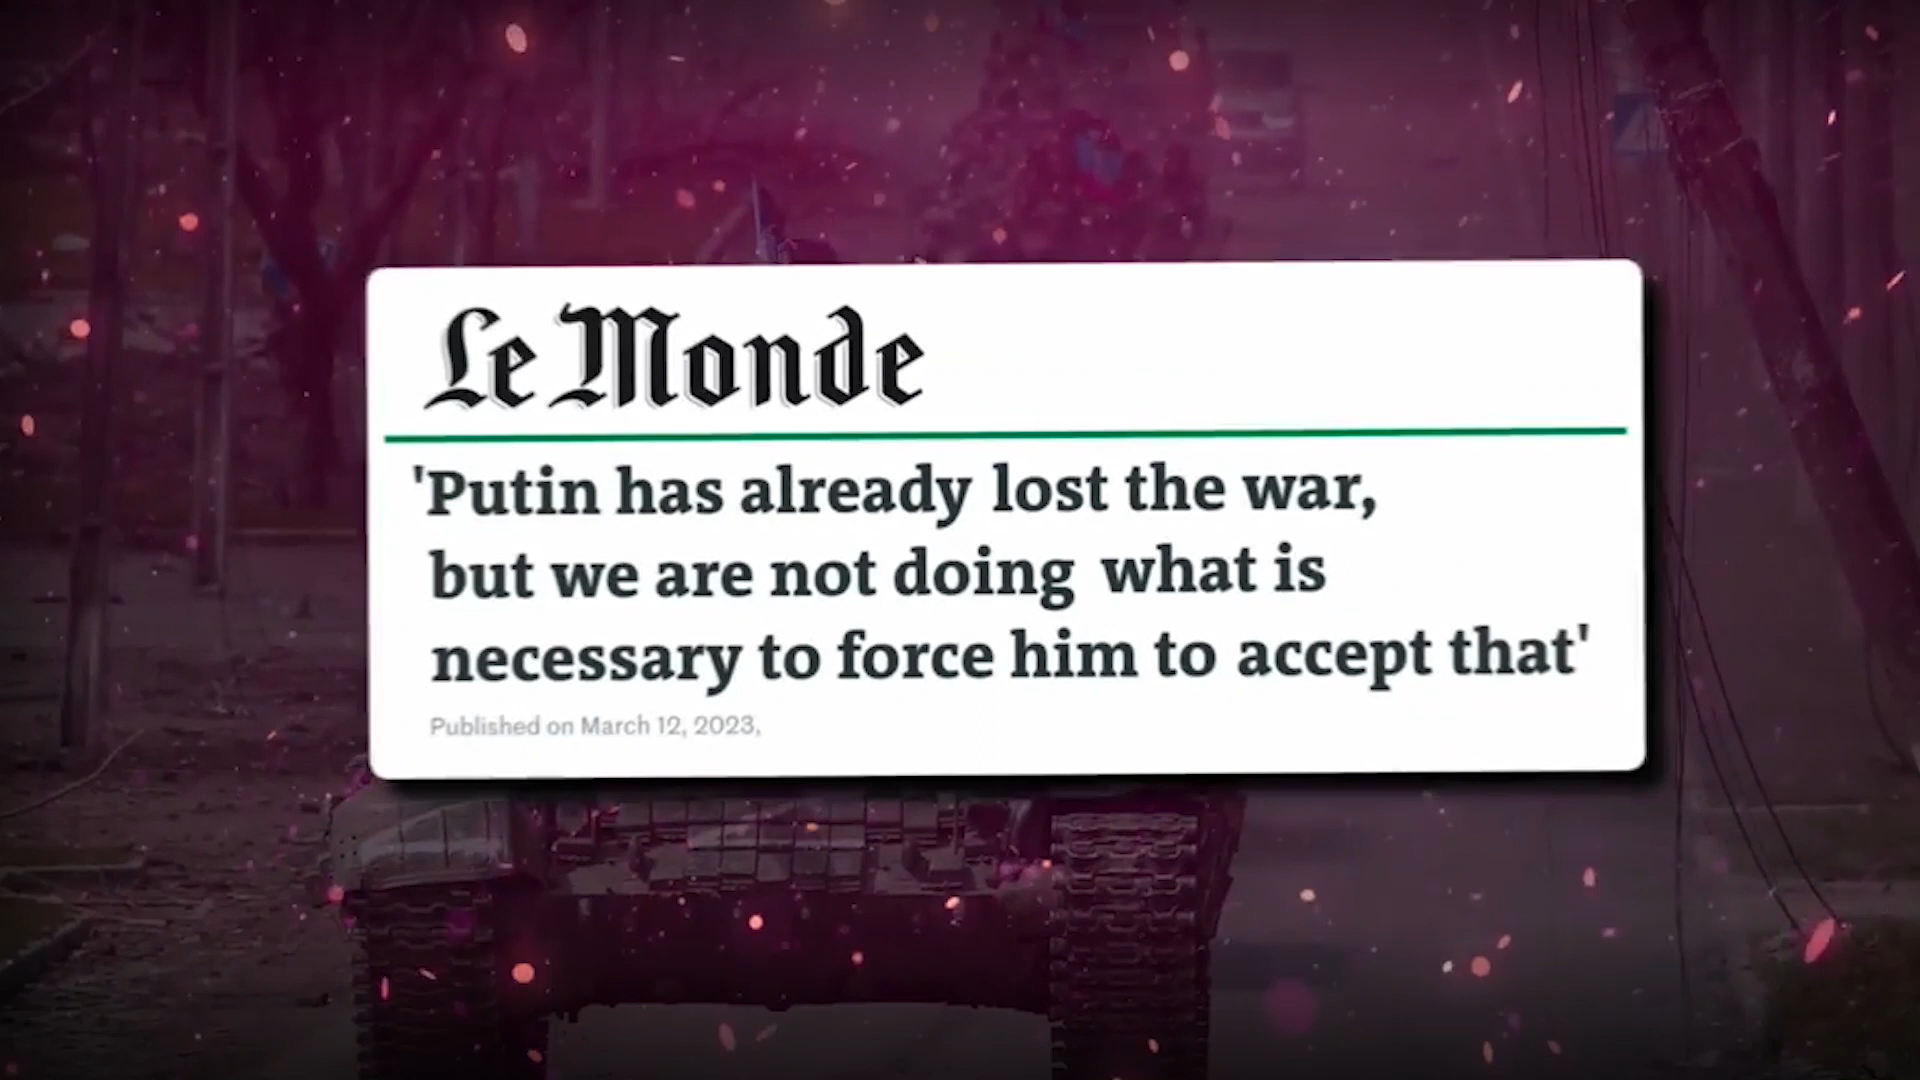 Le Monde
'Putin has already lost the war,
but we are not doing what is
necessary to force him to accept that'
Published on March 12, 2023,